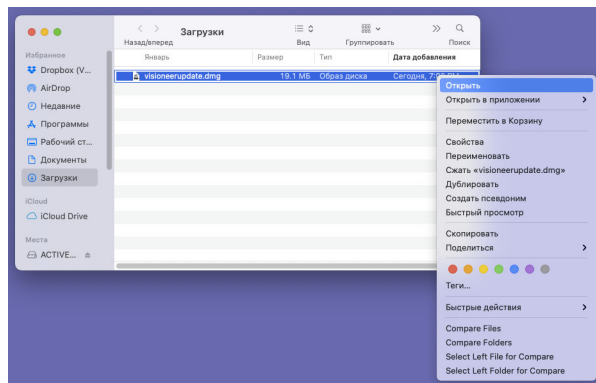 Загрузки
Назад/вперед
Вид
Группировать
Поиск
Избранное
Dropbox (V...
AirDrop
Недавние
Программы
Рабочий ст...
Документы
Загрузки
iCloud
iCloud Drive
Места
ACTIVE...
Январь Размер Тип Дата добавления
visioneerupdate.dmg 19.1 МБ Образ диска Сегодня,
Открыть
Открыть в приложении
Переместить в Корзину
Свойства
Переименовать
Сжать «visioneerupdate.dmg»
Дублировать
Создать псевдоним
Быстрый просмотр
Скопировать
Поделиться
Теги...
Быстрые действия
Compare Files
Compare Folders
Select Left File for Compare
Select Left Folder for Compare